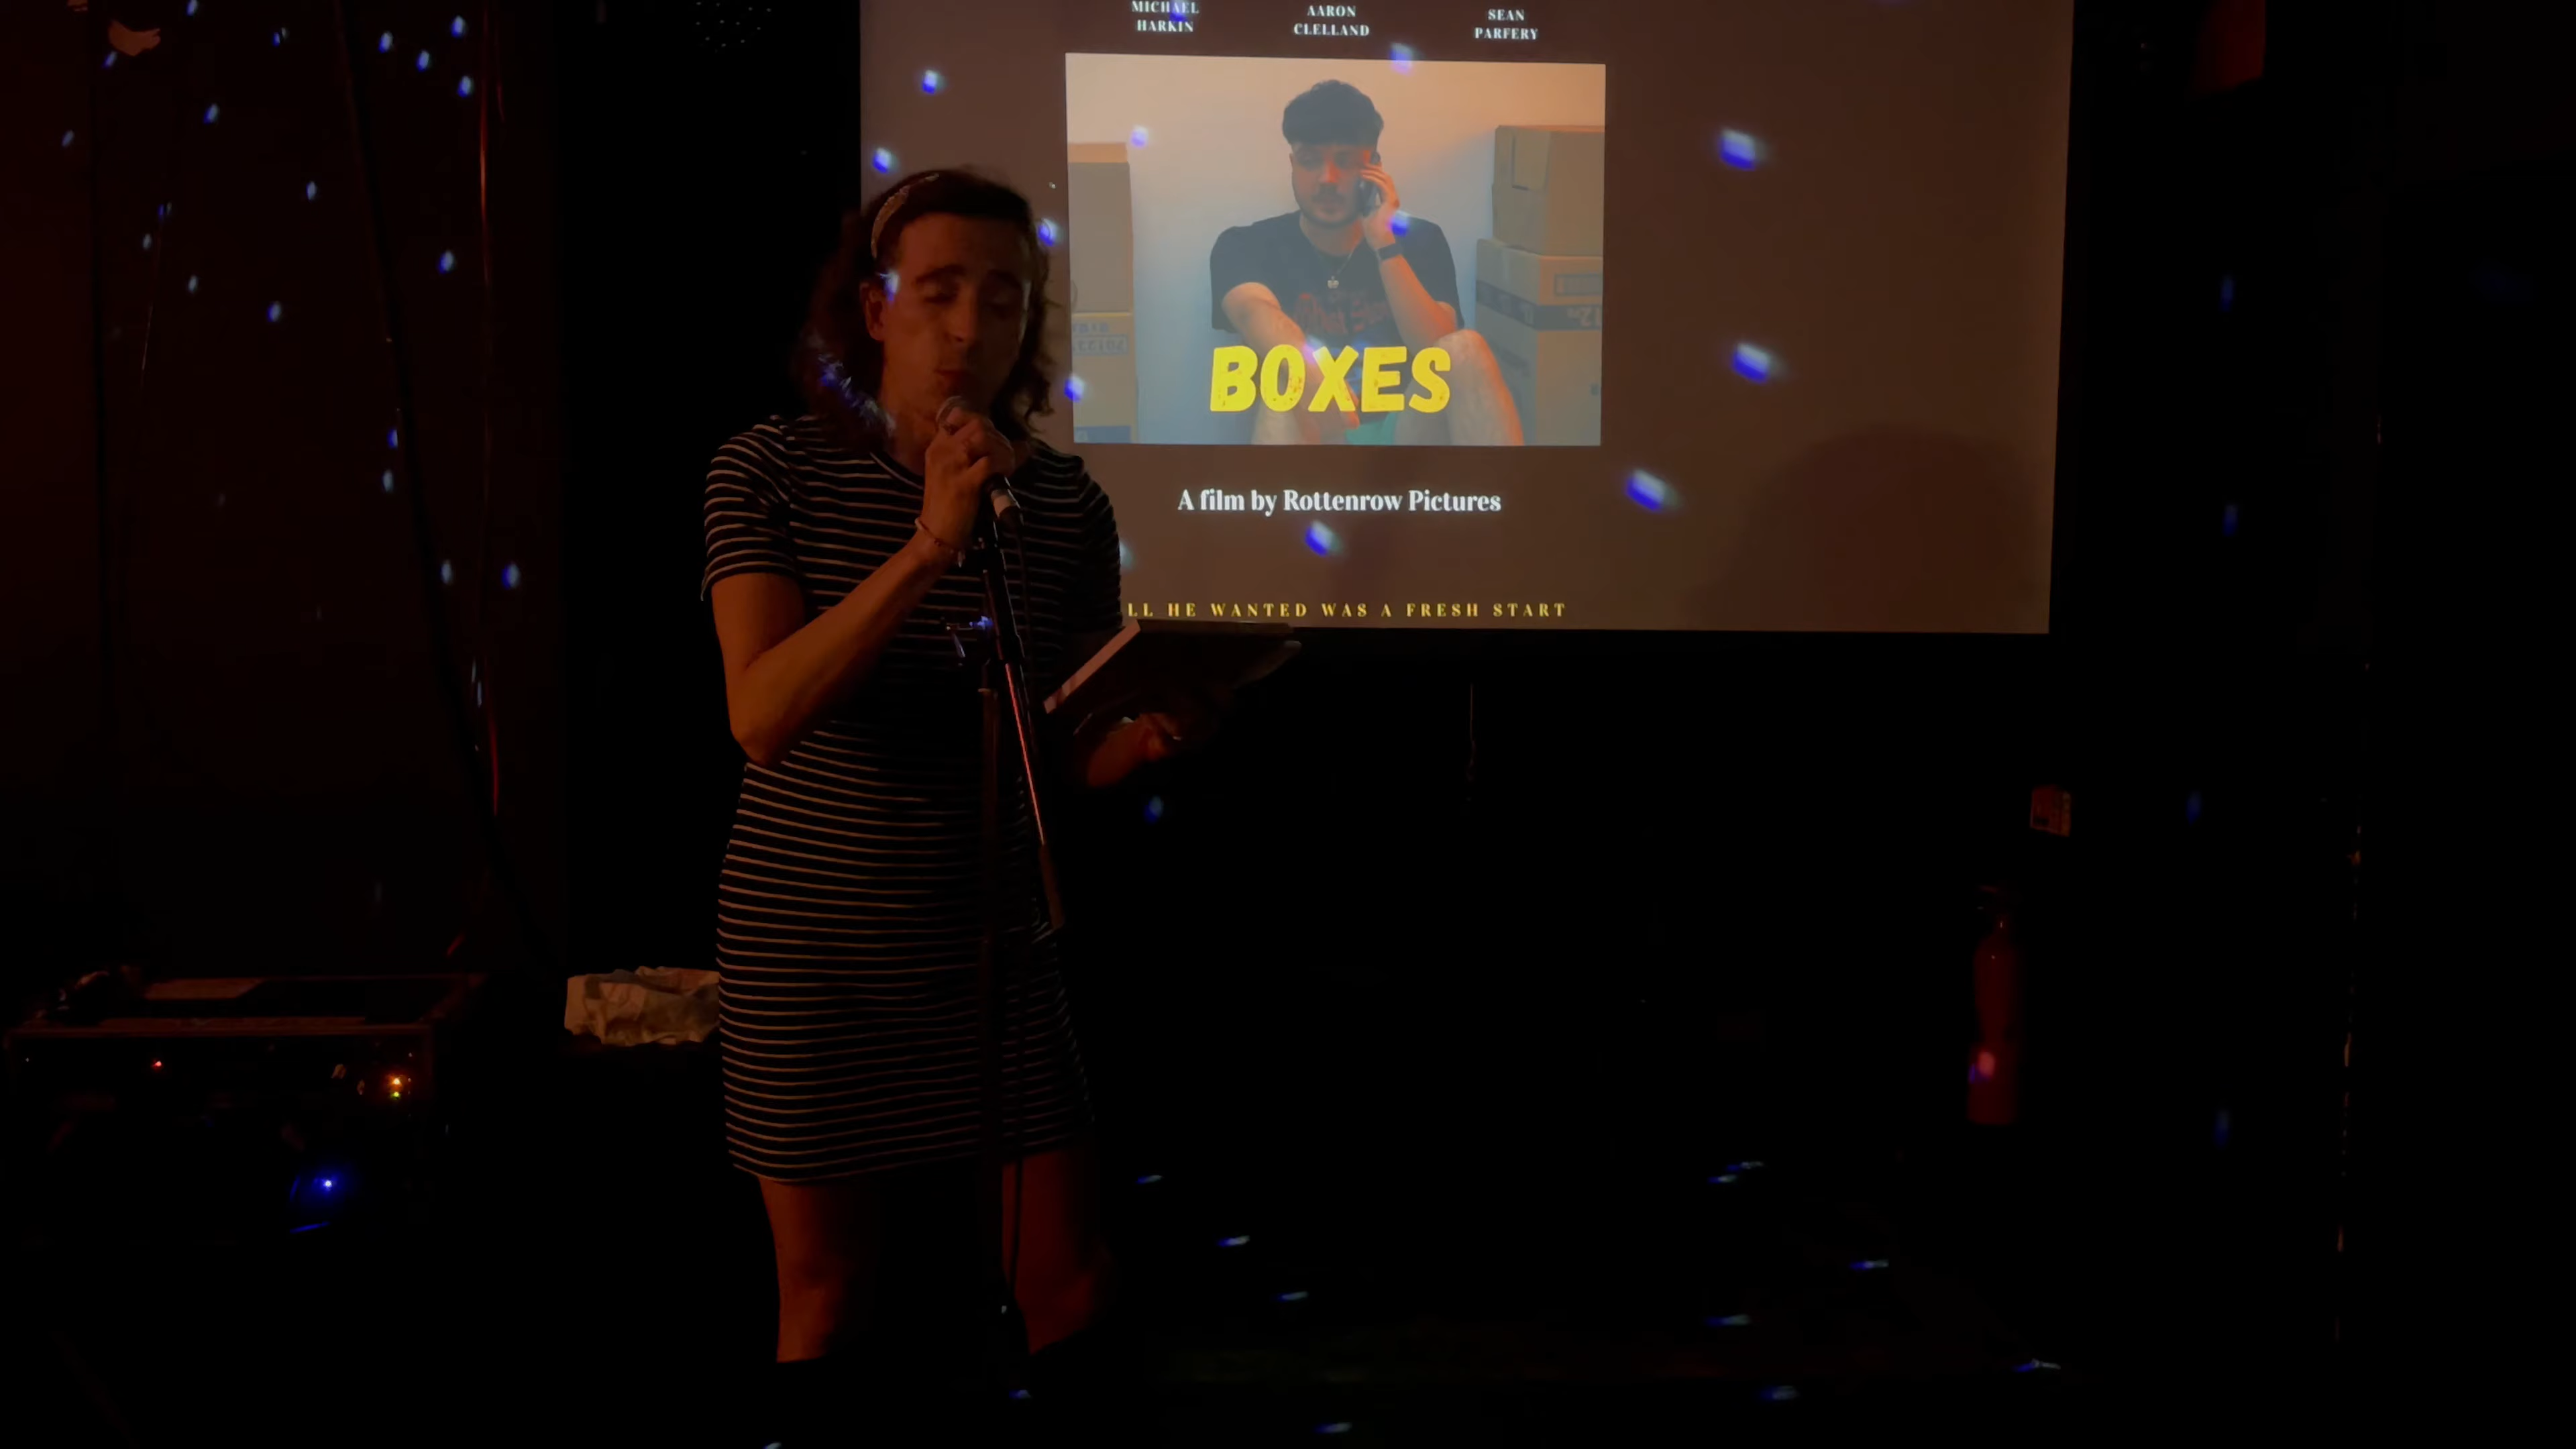 MICHAEL
HARKIN
AARON
CLELLAND
SEAN
PARFERY
BOXES
A film by Rottenrow Pictures
LL HE WANTED WAS A FRESH START